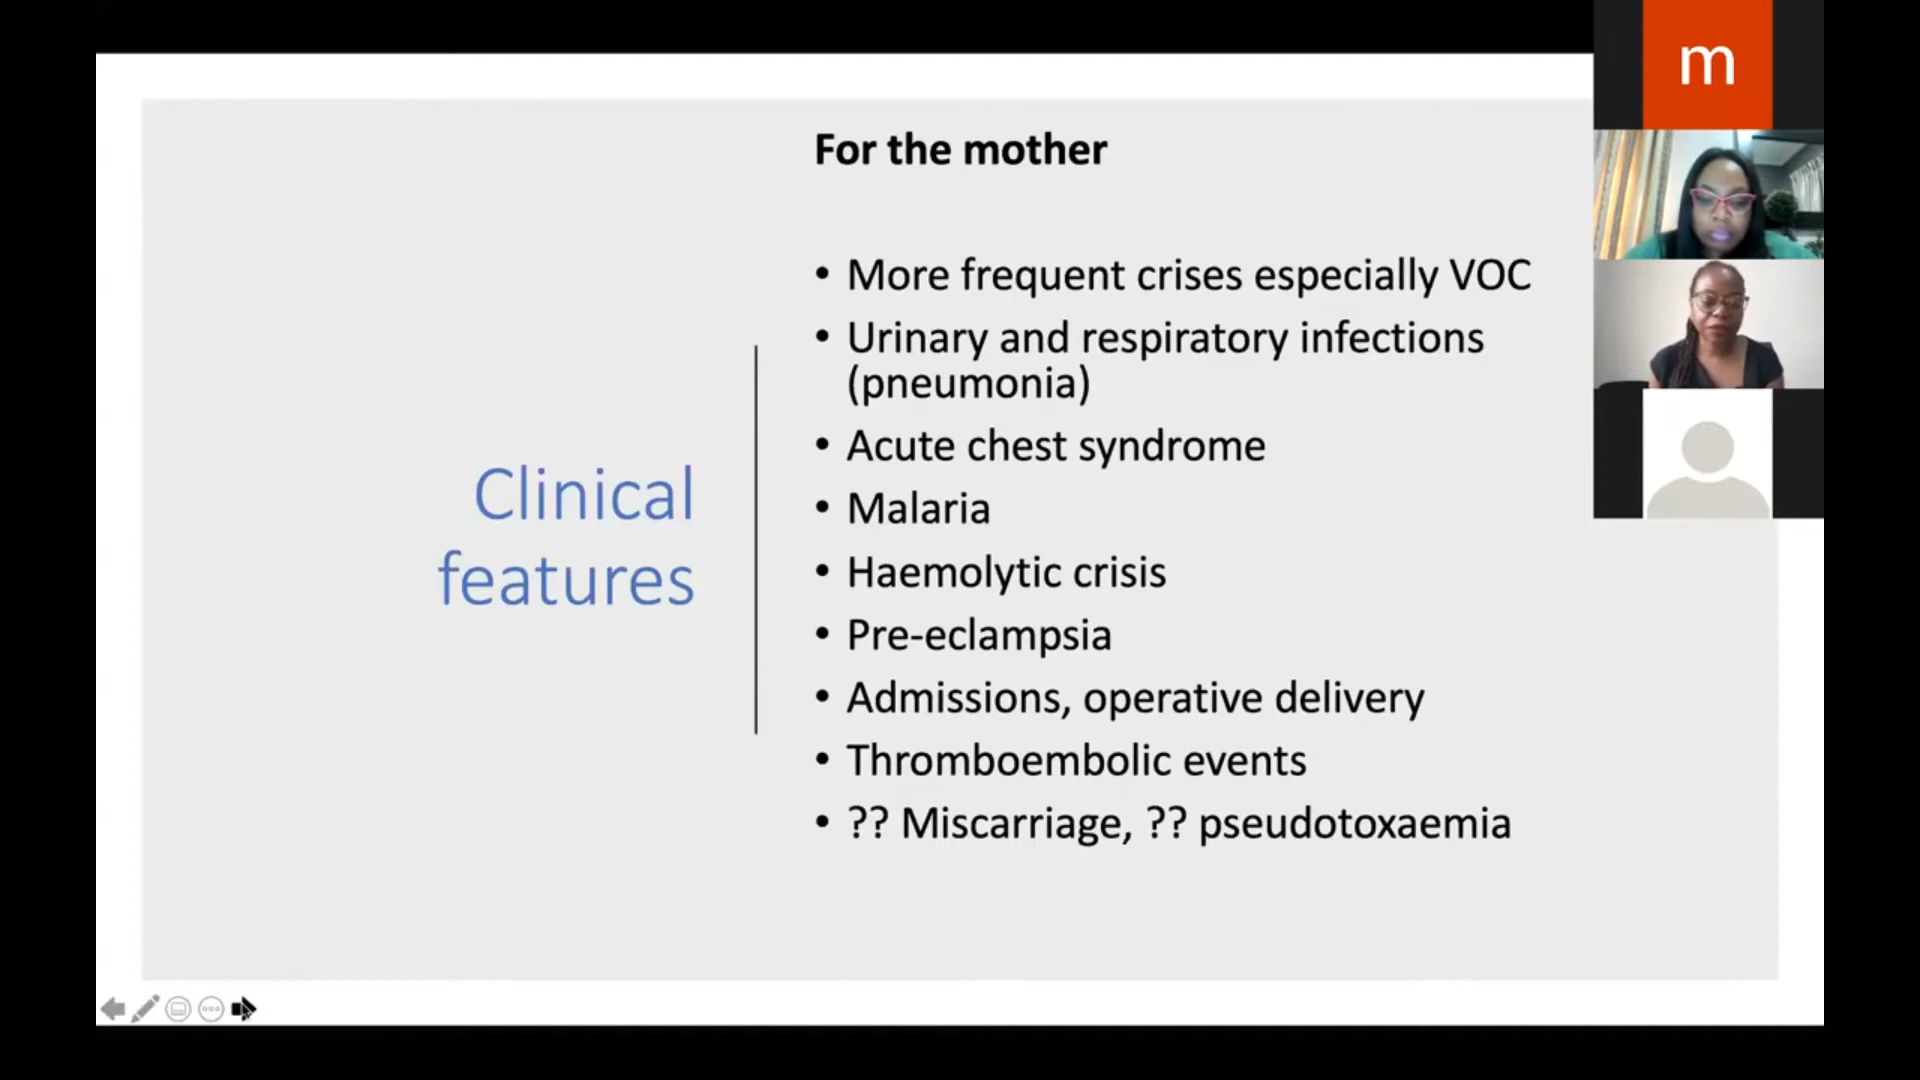 m
For the mother
• More frequent crises especially VOC
• Urinary and respiratory infections
(pneumonia)
• Acute chest syndrome
• Malaria
• Haemolytic crisis
• Pre-eclampsia
• Admissions, operative delivery
• Thromboembolic events
• ?? Miscarriage, ?? pseudotoxaemia
Clinical
features